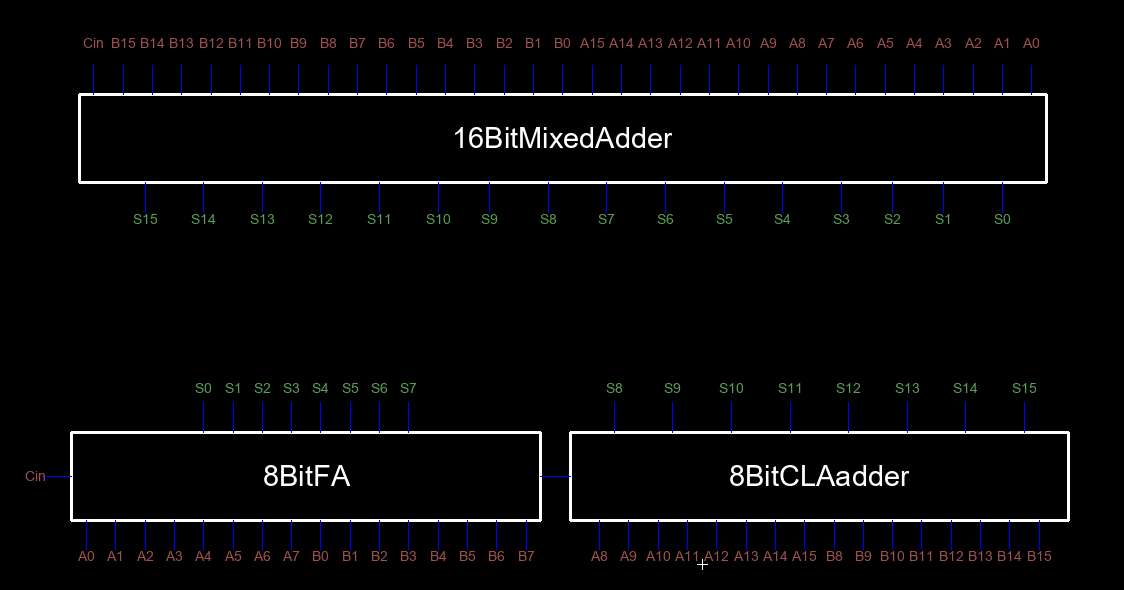 Cin B15 B14 B13 B12 B11 B10 B9 B8 B7 B6 B5 B4 B3 B2 B1 B0 A15 A14 A13 A12 A11 A10 A9 A8 A7 A6 A5 A4 A3 A2 A1 A0
16BitMixedAdder
S15 S14 S13 S12 S11 S10 S9 S8 S7 S6 S5 S4 S3 S2 S1 S0
S0 S1 S2 S3 S4 S5 S6 S7 S8 S9 S10 S11 S12 S13 S14 S15
Cin 8BitFA 8BitCLAadder
A0 A1 A2 A3 A4 A5 A6 A7 B0 B1 B2 B3 B4 B5 B6 B7 A8 A9 A10 A11 A12 A13 A14 A15 B8 B9 B10 B11 B12 B13 B14 B15